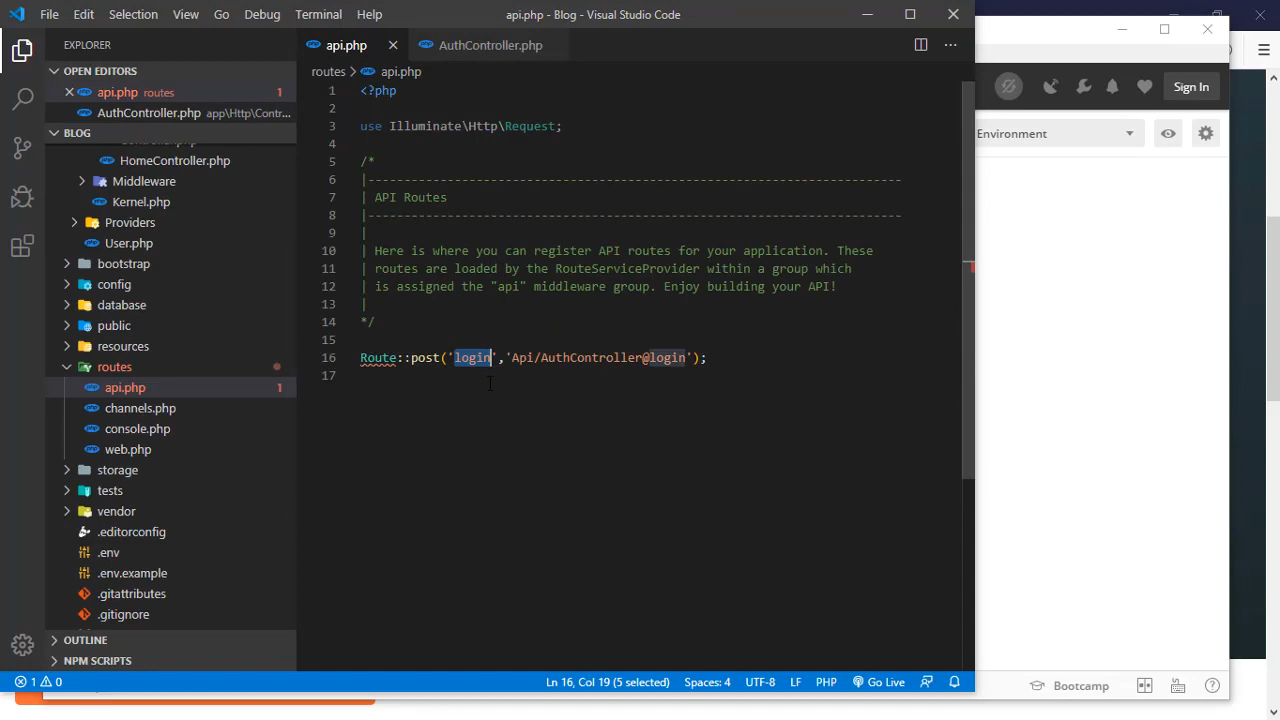 File Edit Selection View Go Debug Terminal Help api.php - Blog - Visual Studio Code
EXPLORER
OPEN EDITORS
api.php routes 1
AuthController.php app\Http\Contr...
BLOG
HomeController.php
Middleware
Kernel.php
Providers
User.php
bootstrap
config
database
public
resources
routes
api.php 1
channels.php
console.php
web.php
storage
tests
vendor
.editorconfig
.env
.env.example
.gitattributes
.gitignore
OUTLINE
NPM SCRIPTS
api.php AuthController.php
routes > api.php
1 <?php
2
3 use Illuminate\Http\Request;
4
5 /*
6 |--------------------------------------------------------------------------
7 | API Routes
8 |--------------------------------------------------------------------------
9 |
10 | Here is where you can register API routes for your application. These
11 | routes are loaded by the RouteServiceProvider within a group which
12 | is assigned the "api" middleware group. Enjoy building your API!
13 |
14 */
15
16 Route::post('login','Api/AuthController@login');
17
Sign In
Environment
Bootcamp
1 0 Ln 16, Col 19 (5 selected) Spaces: 4 UTF-8 LF PHP Go Live